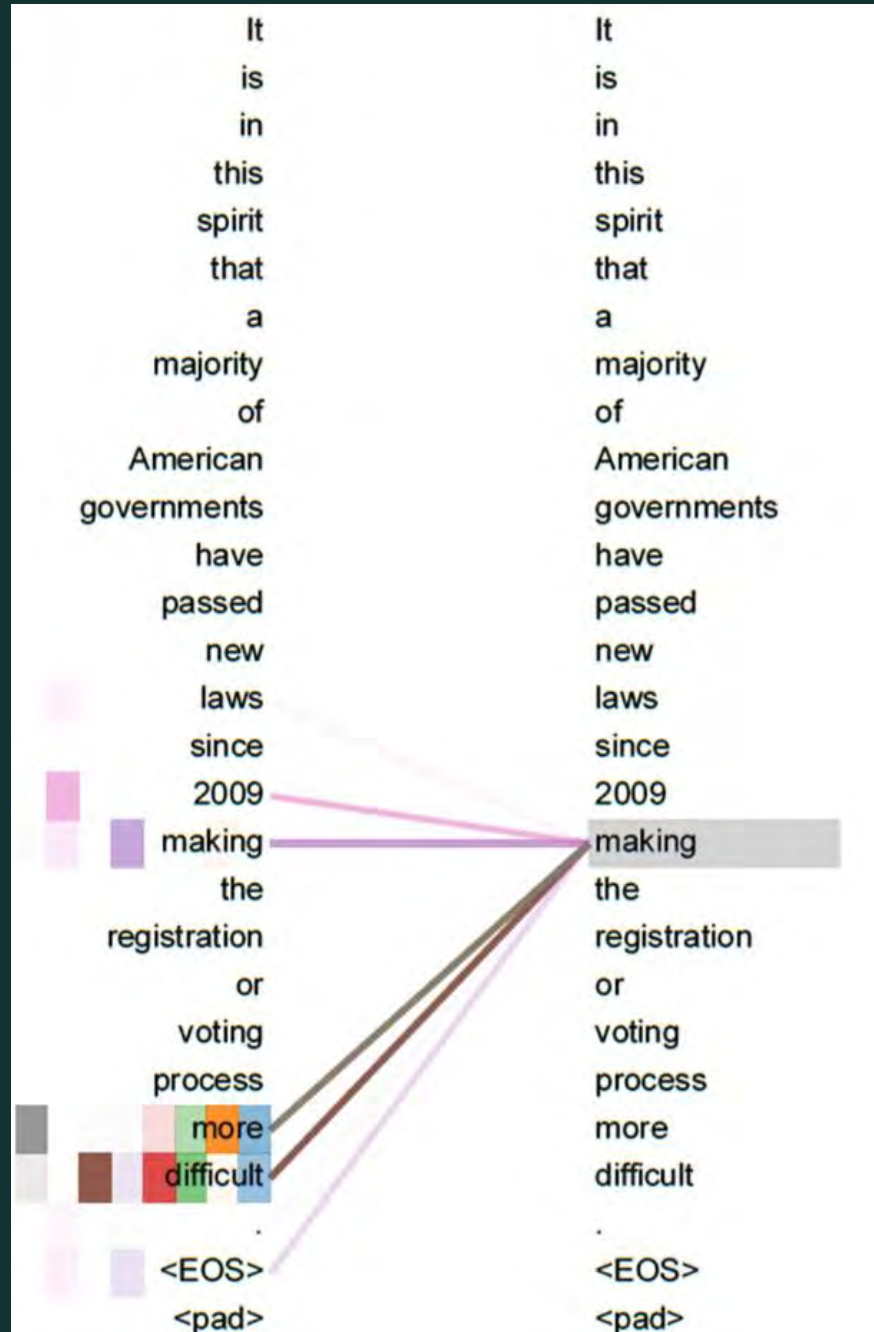 It It
is is
in in
this this
spirit spirit
that that
a a
majority majority
of of
American American
governments governments
have have
passed passed
new new
laws laws
since since
2009 2009
making making
the the
registration registration
or or
voting voting
process process
more more
difficult difficult
. .
<EOS> <EOS>
<pad> <pad>